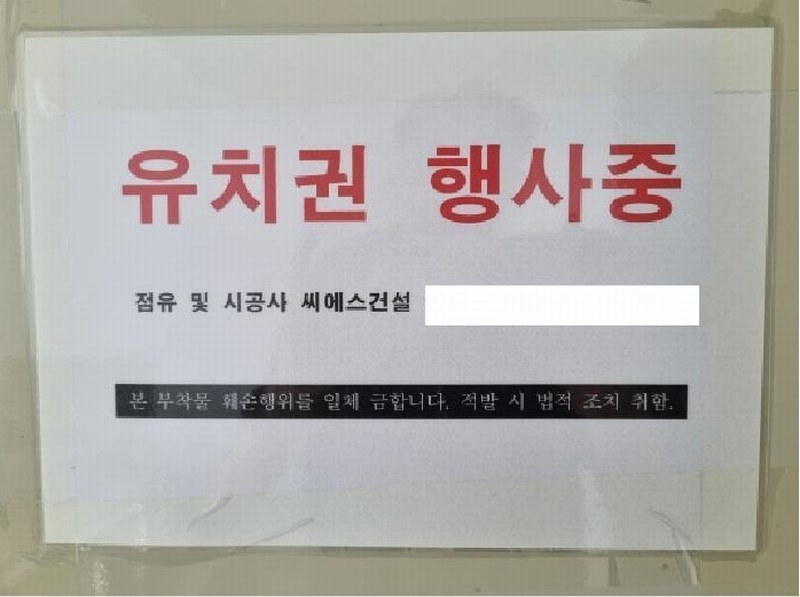 유치권 행사중
점유 및 시공사 씨에스건설
본 부착물 훼손행위를 일체 금합니다. 적발 시 법적 조치 취함.